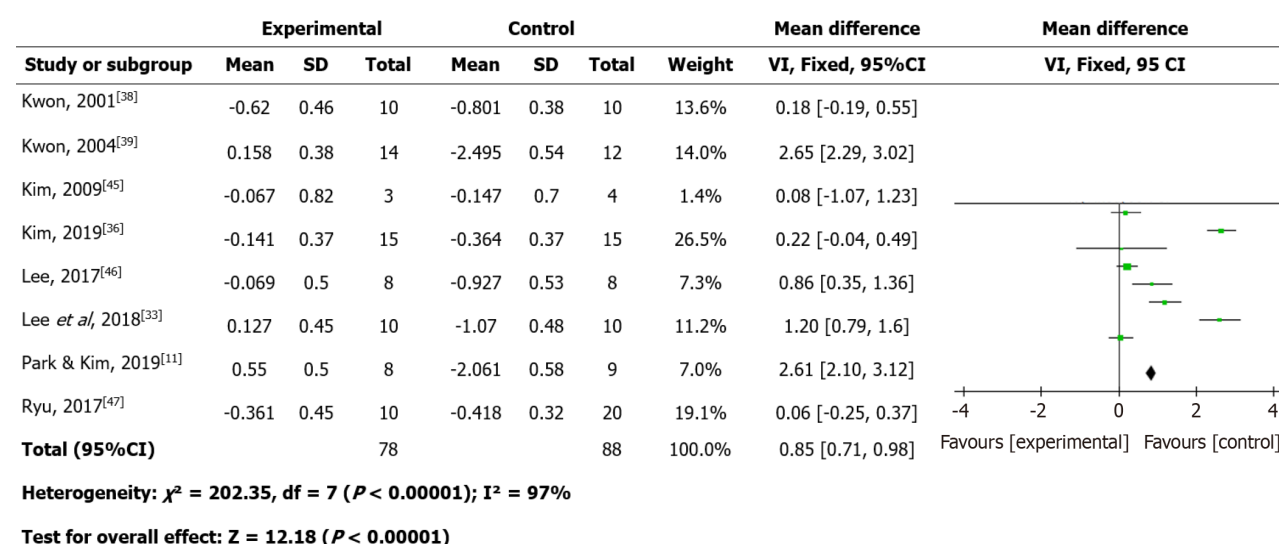 Experimental Control Mean difference Mean difference
Study or subgroup Mean SD Total Mean SD Total Weight VI, Fixed, 95%CI VI, Fixed, 95 CI
Kwon, 2001[38] -0.62 0.46 10 -0.801 0.38 10 13.6% 0.18 [-0.19, 0.55]
Kwon, 2004[39] 0.158 0.38 14 -2.495 0.54 12 14.0% 2.65 [2.29, 3.02]
Kim, 2009[45] -0.067 0.82 3 -0.147 0.7 4 1.4% 0.08 [-1.07, 1.23]
Kim, 2019[36] -0.141 0.37 15 -0.364 0.37 15 26.5% 0.22 [-0.04, 0.49]
Lee, 2017[46] -0.069 0.5 8 -0.927 0.53 8 7.3% 0.86 [0.35, 1.36]
Lee et al, 2018[33] 0.127 0.45 10 -1.07 0.48 10 11.2% 1.20 [0.79, 1.6]
Park & Kim, 2019[11] 0.55 0.5 8 -2.061 0.58 9 7.0% 2.61 [2.10, 3.12]
Ryu, 2017[47] -0.361 0.45 10 -0.418 0.32 20 19.1% 0.06 [-0.25, 0.37]
-4 -2 0 2 4
Total (95%CI) 78 88 100.0% 0.85 [0.71, 0.98] Favours [experimental] Favours [control]
Heterogeneity: χ² = 202.35, df = 7 (P < 0.00001); I² = 97%
Test for overall effect: Z = 12.18 (P < 0.00001)